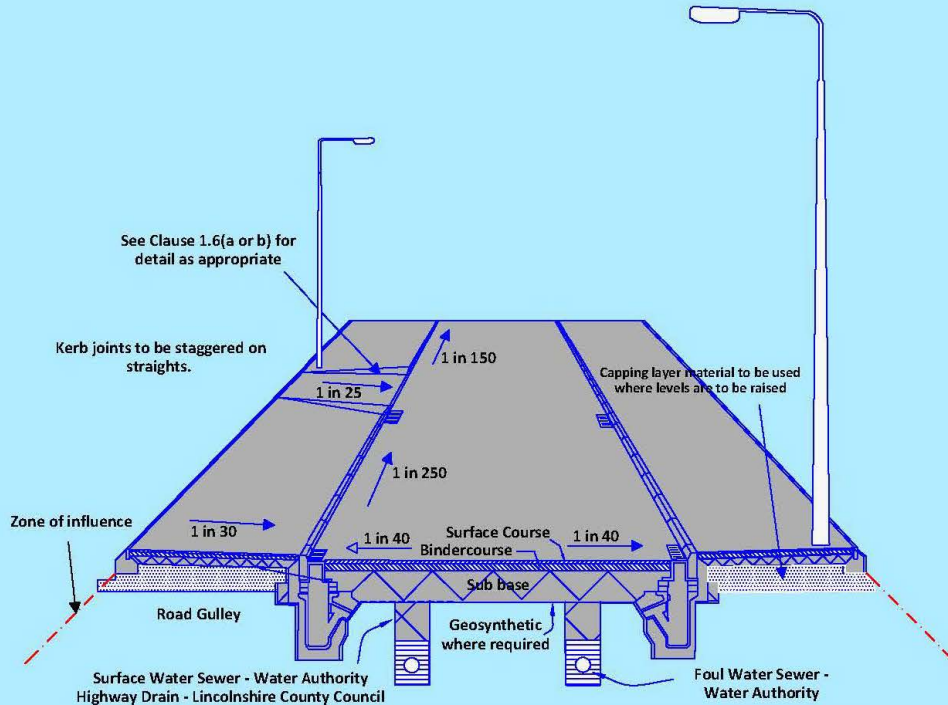 See Clause 1.6(a or b) for
detail as appropriate
Kerb joints to be staggered on
straights.
1 in 150
Capping layer material to be used
where levels are to be raised
1 in 25
1 in 250
Zone of influence
1 in 30
1 in 40
Surface Course
Bindercourse
1 in 40
Sub base
Road Gulley
Geosynthetic
where required
Surface Water Sewer - Water Authority
Highway Drain - Lincolnshire County Council
Foul Water Sewer -
Water Authority